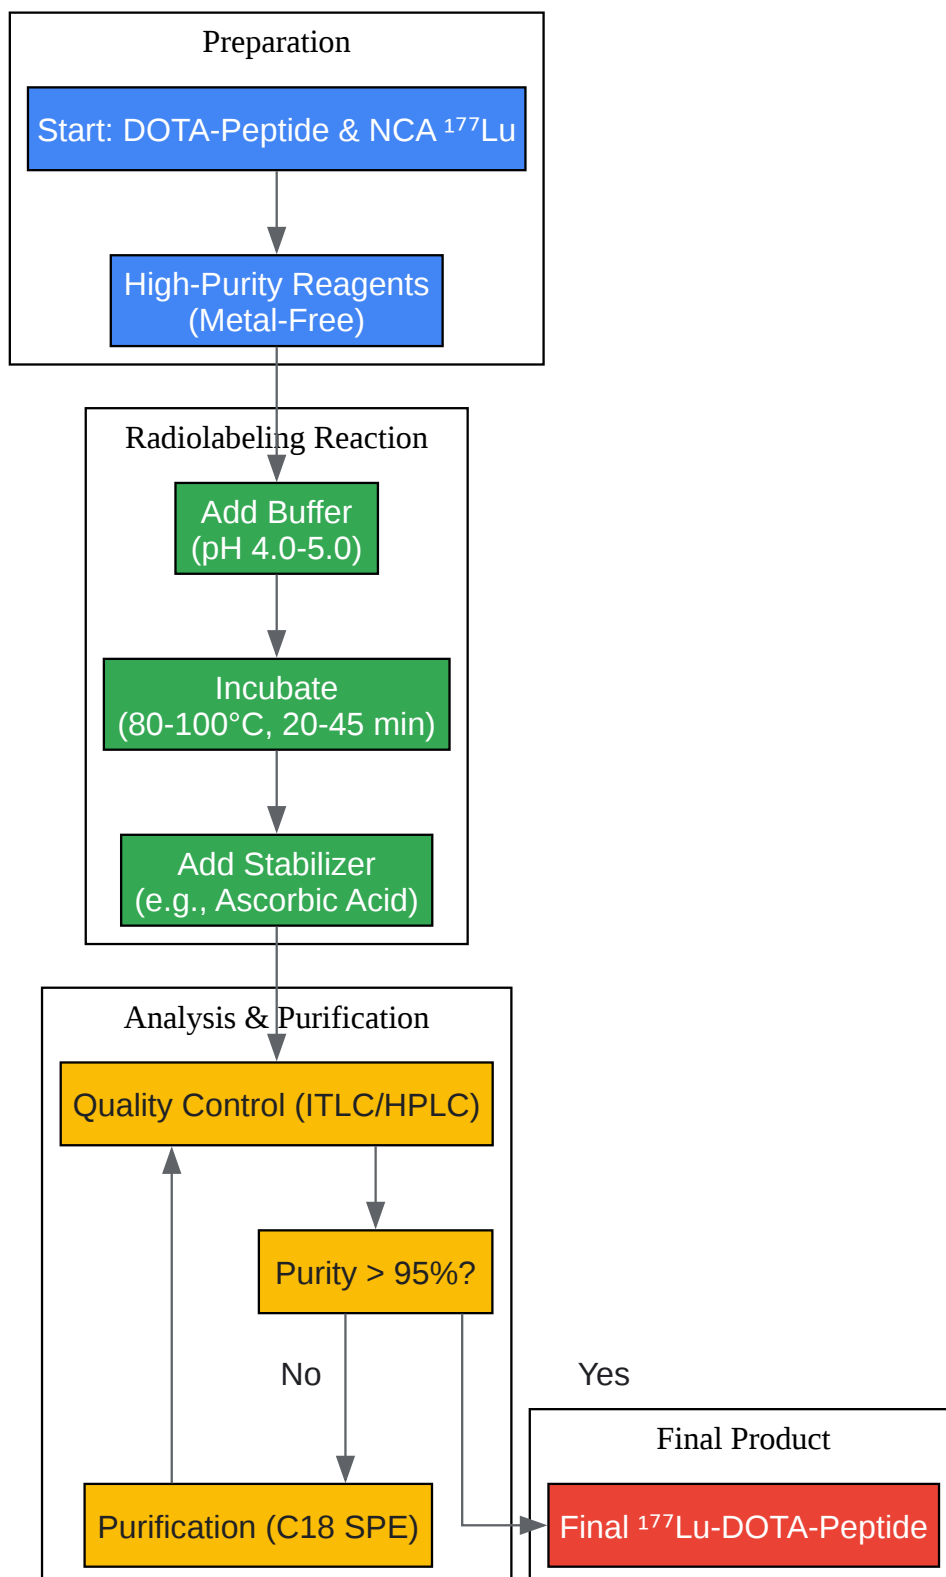 Preparation
Start: DOTA-Peptide & NCA ¹⁷⁷Lu
High-Purity Reagents
(Metal-Free)
Radiolabeling Reaction
Add Buffer
(pH 4.0-5.0)
Incubate
(80-100°C, 20-45 min)
Add Stabilizer
(e.g., Ascorbic Acid)
Analysis & Purification
Quality Control (ITLC/HPLC)
Purity > 95%?
No
Yes
Purification (C18 SPE)
Final Product
Final ¹⁷⁷Lu-DOTA-Peptide